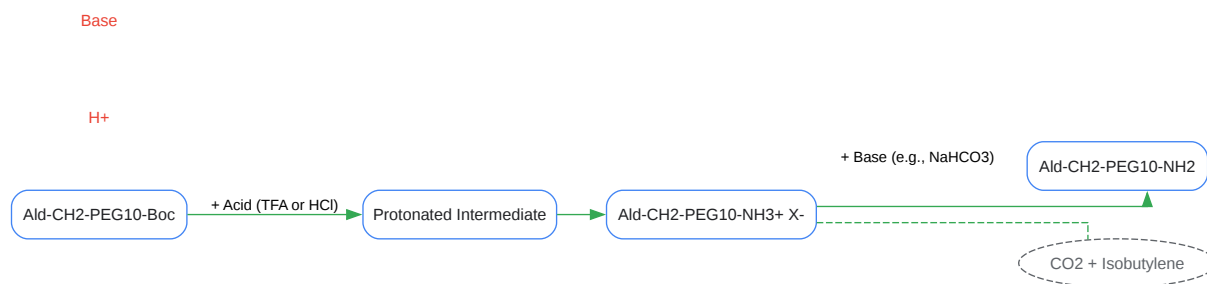 Base
H+
+ Base (e.g., NaHCO3)
Ald-CH2-PEG10-NH2
Ald-CH2-PEG10-Boc
+ Acid (TFA or HCl)
Protonated Intermediate
Ald-CH2-PEG10-NH3+ X-
CO2 + Isobutylene